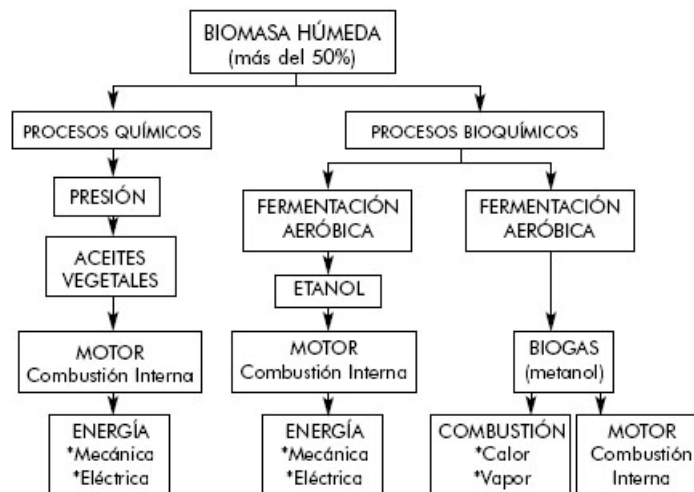 BIOMASA HÚMEDA
(más del 50%)
PROCESOS QUÍMICOS
PROCESOS BIOQUÍMICOS
PRESIÓN
FERMENTACIÓN
AERÓBICA
FERMENTACIÓN
AERÓBICA
ACEITES
VEGETALES
ETANOL
MOTOR
Combustión Interna
MOTOR
Combustión Interna
BIOGAS
(metanol)
ENERGÍA
*Mecánica
*Eléctrica
ENERGÍA
*Mecánica
*Eléctrica
COMBUSTIÓN
*Calor
*Vapor
MOTOR
Combustión
Interna